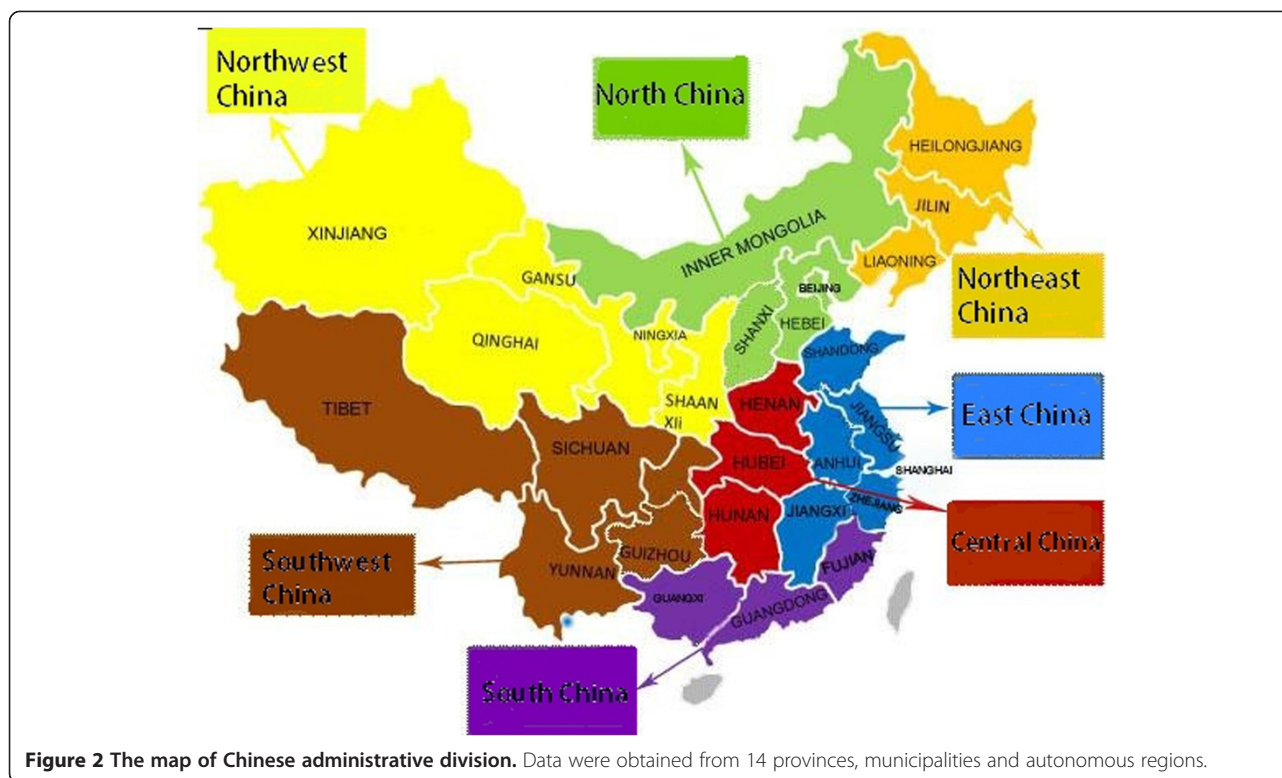 Northwest
China
North China
HEILONGJIANG
JILIN
LIAONING
XINJIANG
INNER MONGOLIA
GANSU
BEIJING
Northeast
China
HEBEI
SHANXI
NINGXIA
QINGHAI
SHANDONG
TIBET
SHAAN
XIi
HENAN
JIANGSU
East China
SICHUAN
HUBEI
ANHUI
SHANGHAI
ZHEJIANG
HUNAN
JIANGXI
Central China
Southwest
China
GUIZHOU
YUNNAN
FUJIAN
GUANGXI
GUANGDONG
South China
Figure 2 The map of Chinese administrative division. Data were obtained from 14 provinces, municipalities and autonomous regions.